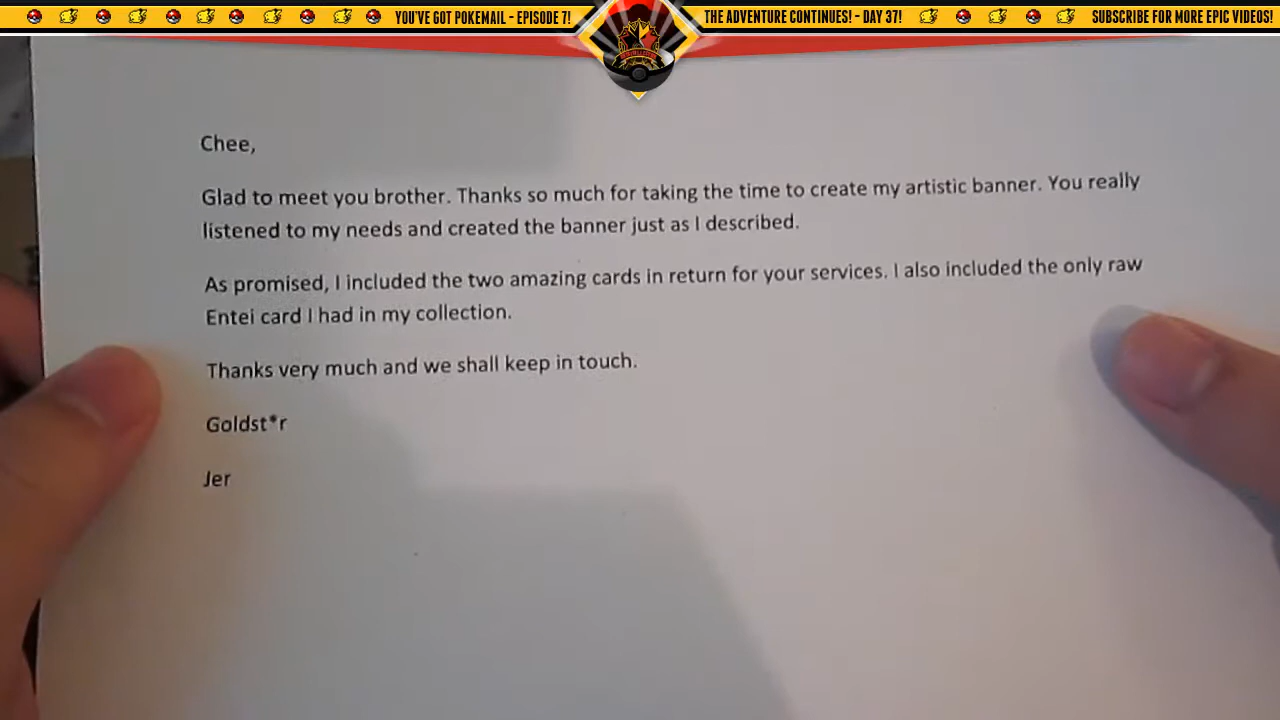 YOU'VE GOT POKEMAIL - EPISODE 7!
THE ADVENTURE CONTINUES! - DAY 37!
SUBSCRIBE FOR MORE EPIC VIDEOS!
Chee,
Glad to meet you brother. Thanks so much for taking the time to create my artistic banner. You really
listened to my needs and created the banner just as I described.
As promised, I included the two amazing cards in return for your services. I also included the only raw
Entei card I had in my collection.
Thanks very much and we shall keep in touch.
Goldst*r
Jer